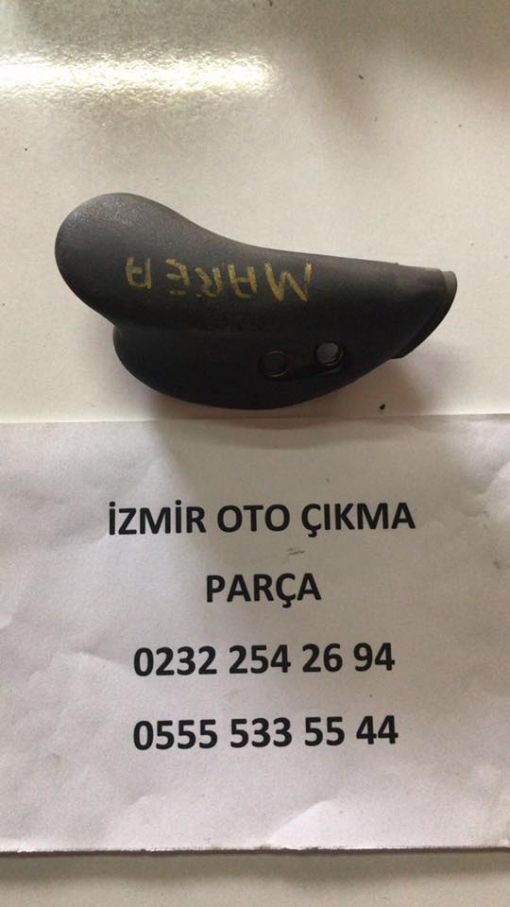 MAREA
İZMİR OTO ÇIKMA
PARÇA
0232 254 26 94
0555 533 55 44